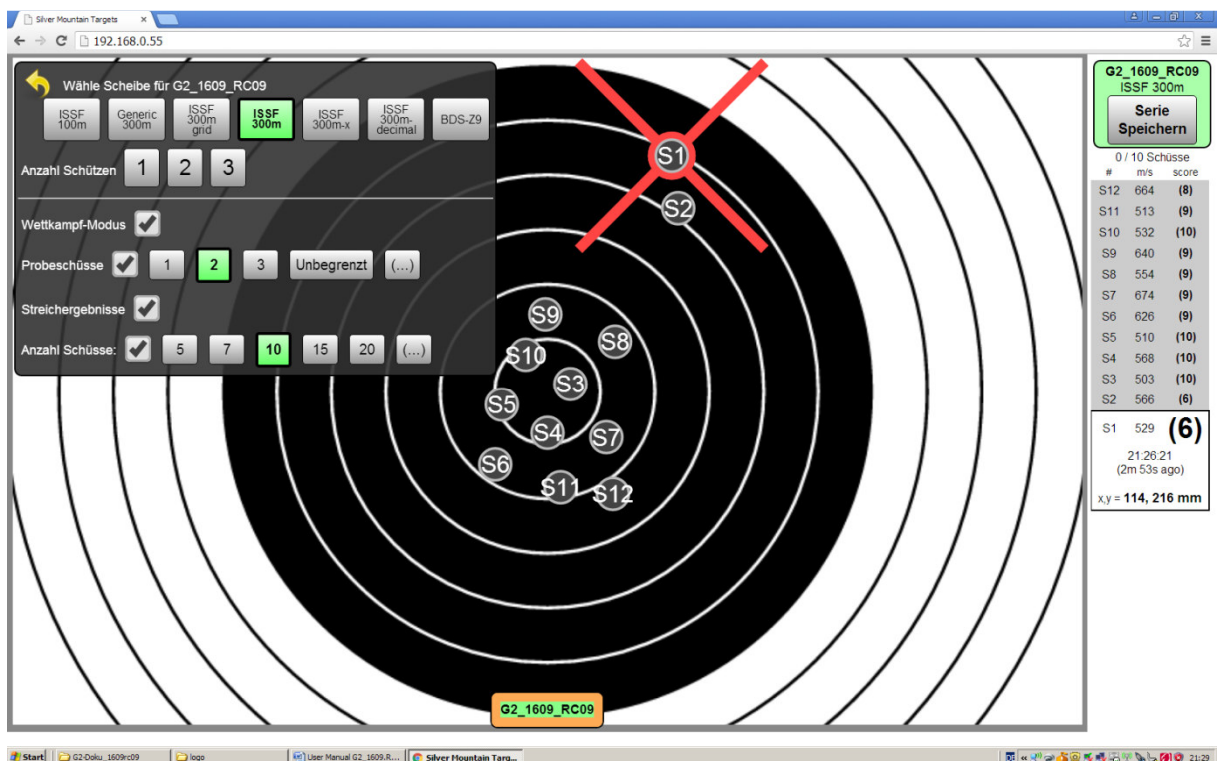 Silver Mountain Targets
192.168.0.55
Wähle Scheibe für G2_1609_RC09
ISSF 100m
Generic 300m
ISSF 300m grid
ISSF 300m
ISSF 300m-x
ISSF 300m-decimal
BDS-Z9
Anzahl Schützen 1 2 3
Wettkampf-Modus
Probeschüsse 1 2 3 Unbegrenzt (...)
Streichergebnisse
Anzahl Schüsse: 5 7 10 15 20 (...)
S1
S2
S9
S8
S10
S3
S5
S4
S7
S6
S11
S12
G2_1609_RC09
G2_1609_RC09
ISSF 300m
Serie
Speichern
0 / 10 Schüsse
# m/s score
S12 664 (8)
S11 513 (9)
S10 532 (10)
S9 640 (9)
S8 554 (9)
S7 674 (9)
S6 626 (9)
S5 510 (10)
S4 568 (10)
S3 503 (10)
S2 566 (6)
S1 529 (6)
21:26:21
(2m 53s ago)
x,y = 114, 216 mm
Start G2-Doku_1609rc09 logo User Manual G2_1609.R... Silver Mountain Targ... DE 21:29